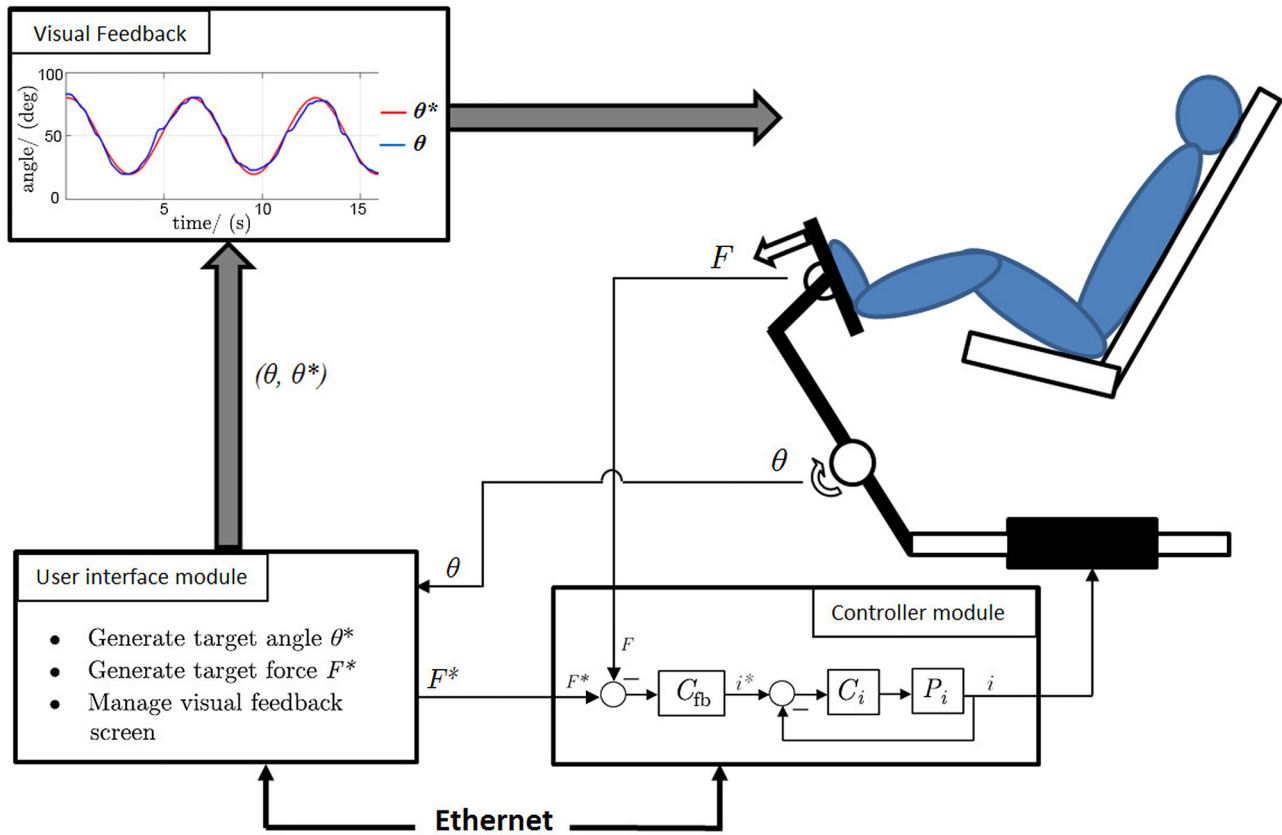 Visual Feedback
100
50
0
angle/ (deg)
5
10
15
time/ (s)
θ*
θ
F
(θ, θ*)
θ
User interface module
• Generate target angle θ*
• Generate target force F*
• Manage visual feedback
screen
θ
F*
Controller module
F
F*
−
C_fb
i*
−
C_i
P_i
i
Ethernet